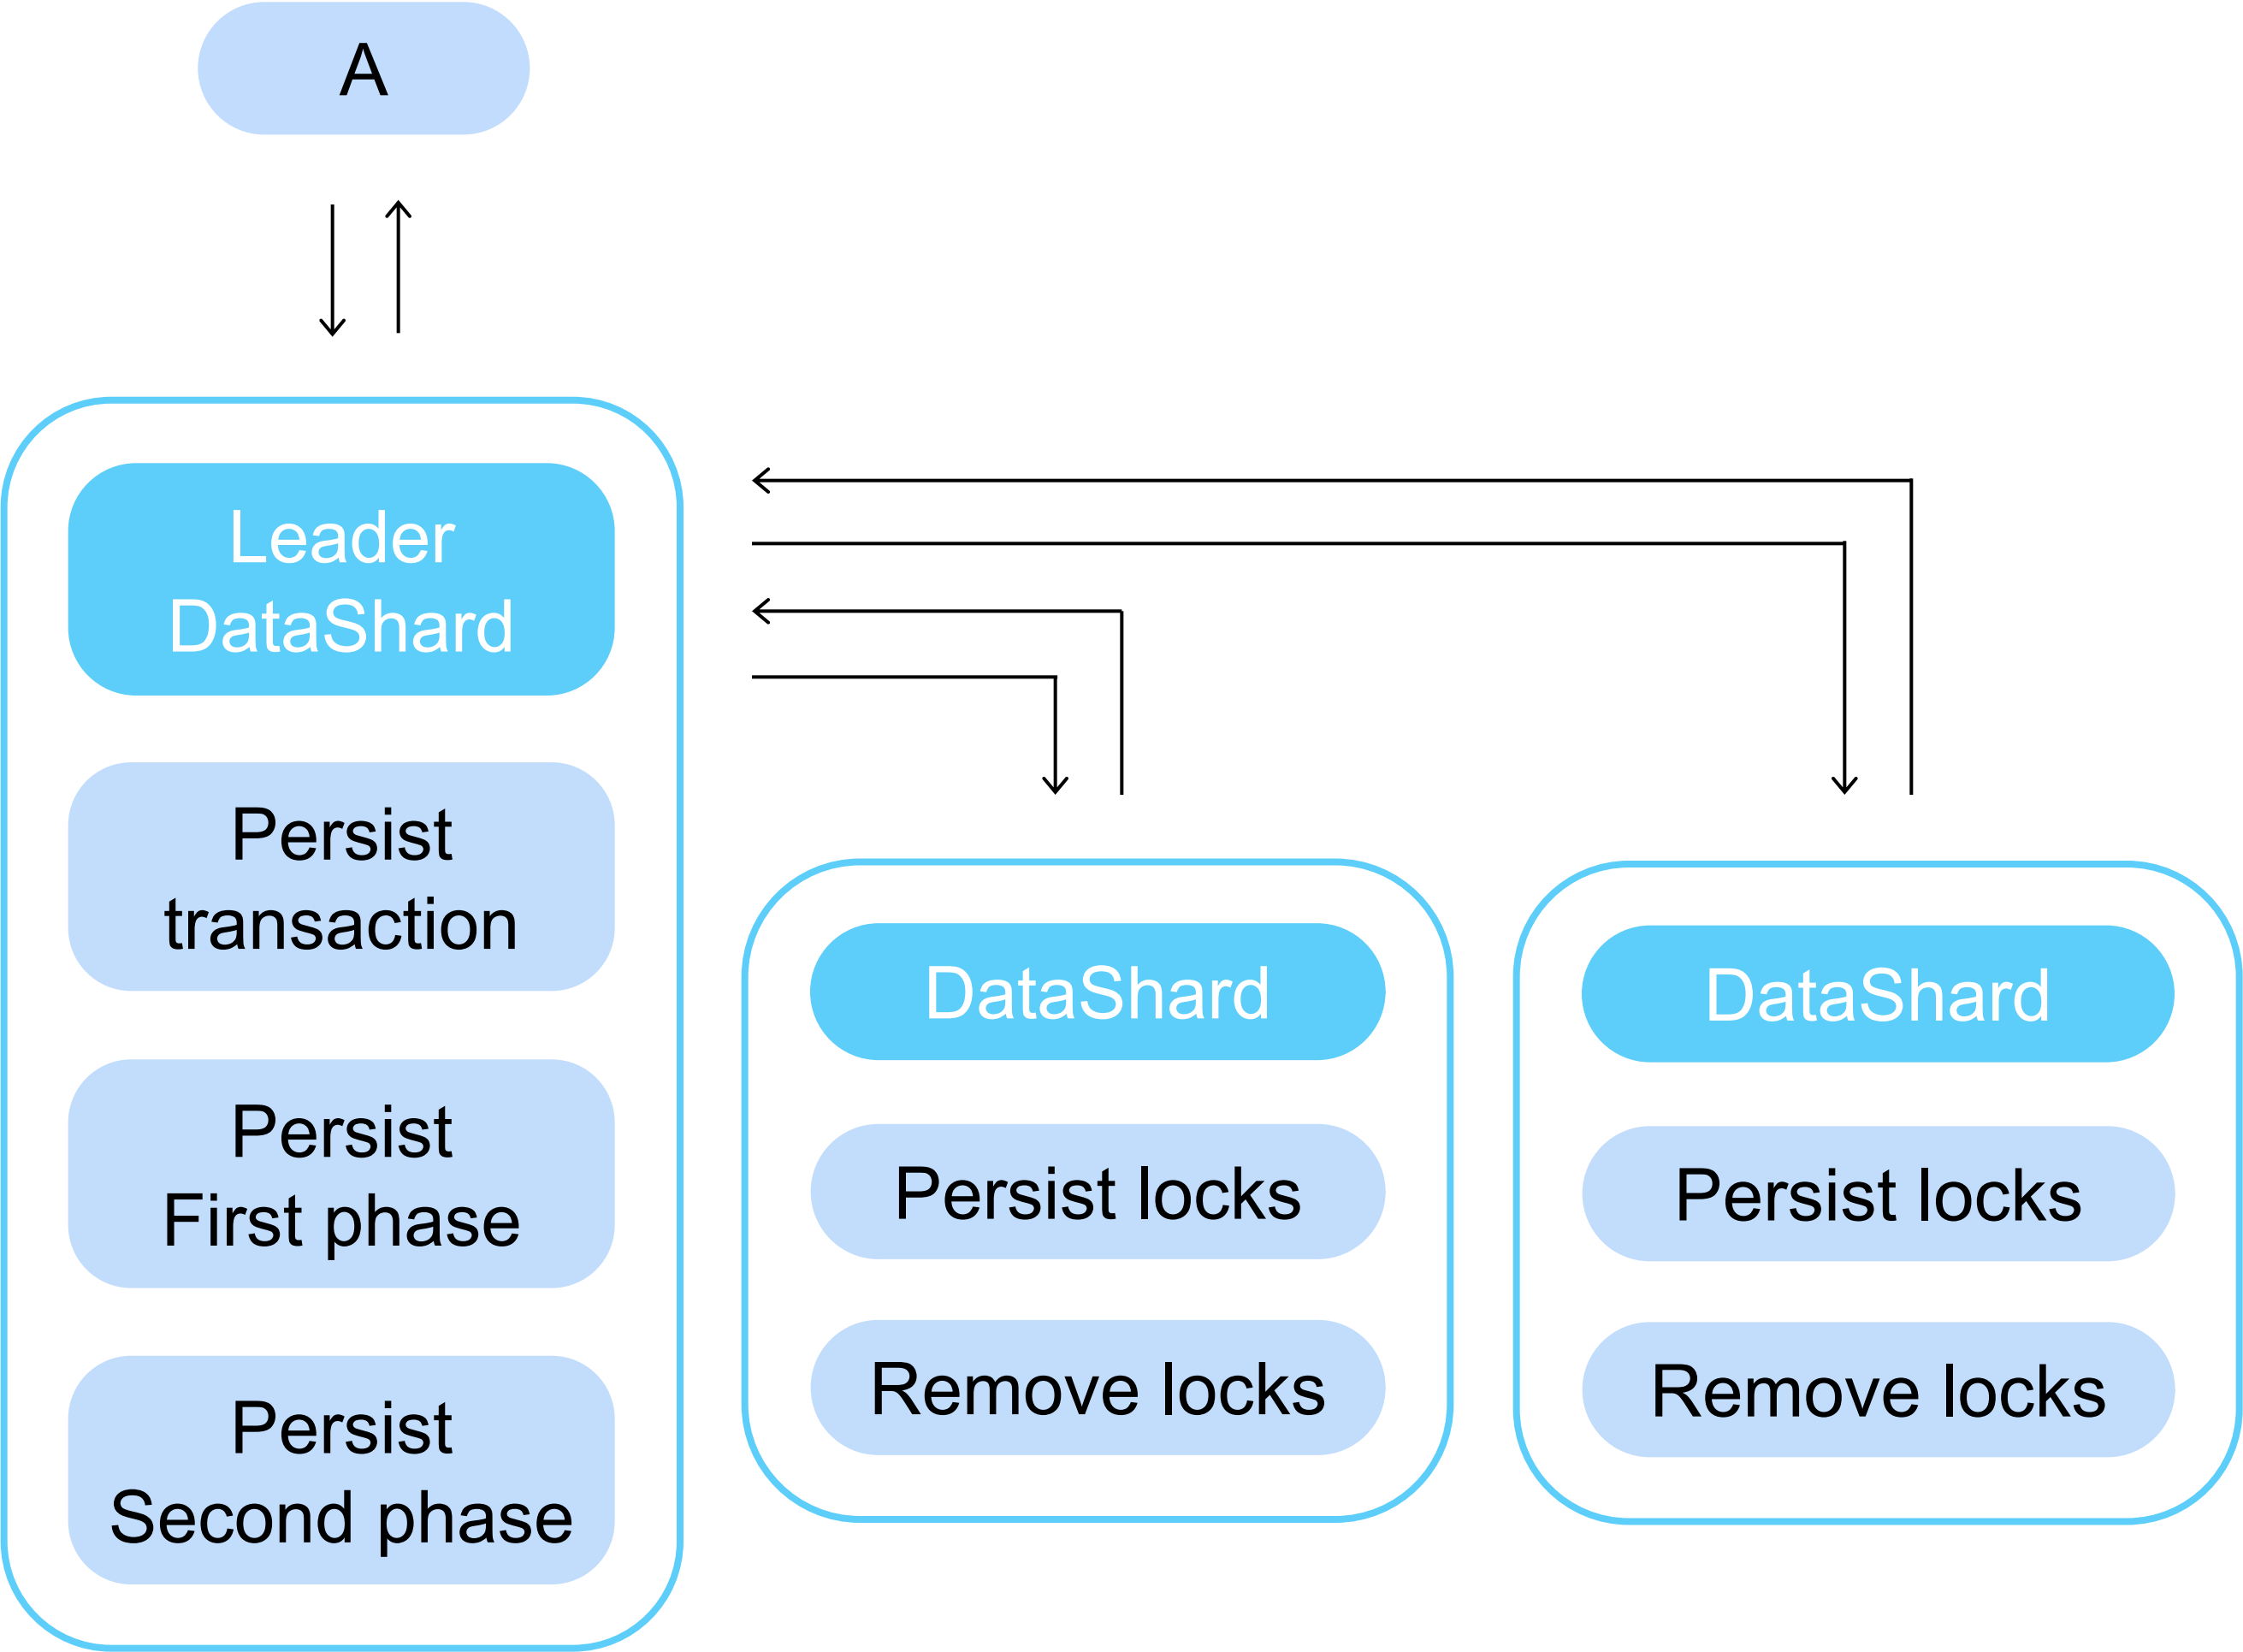 A
Leader
DataShard
Persist
transaction
Persist
First phase
Persist
Second phase
DataShard
Persist locks
Remove locks
DataShard
Persist locks
Remove locks